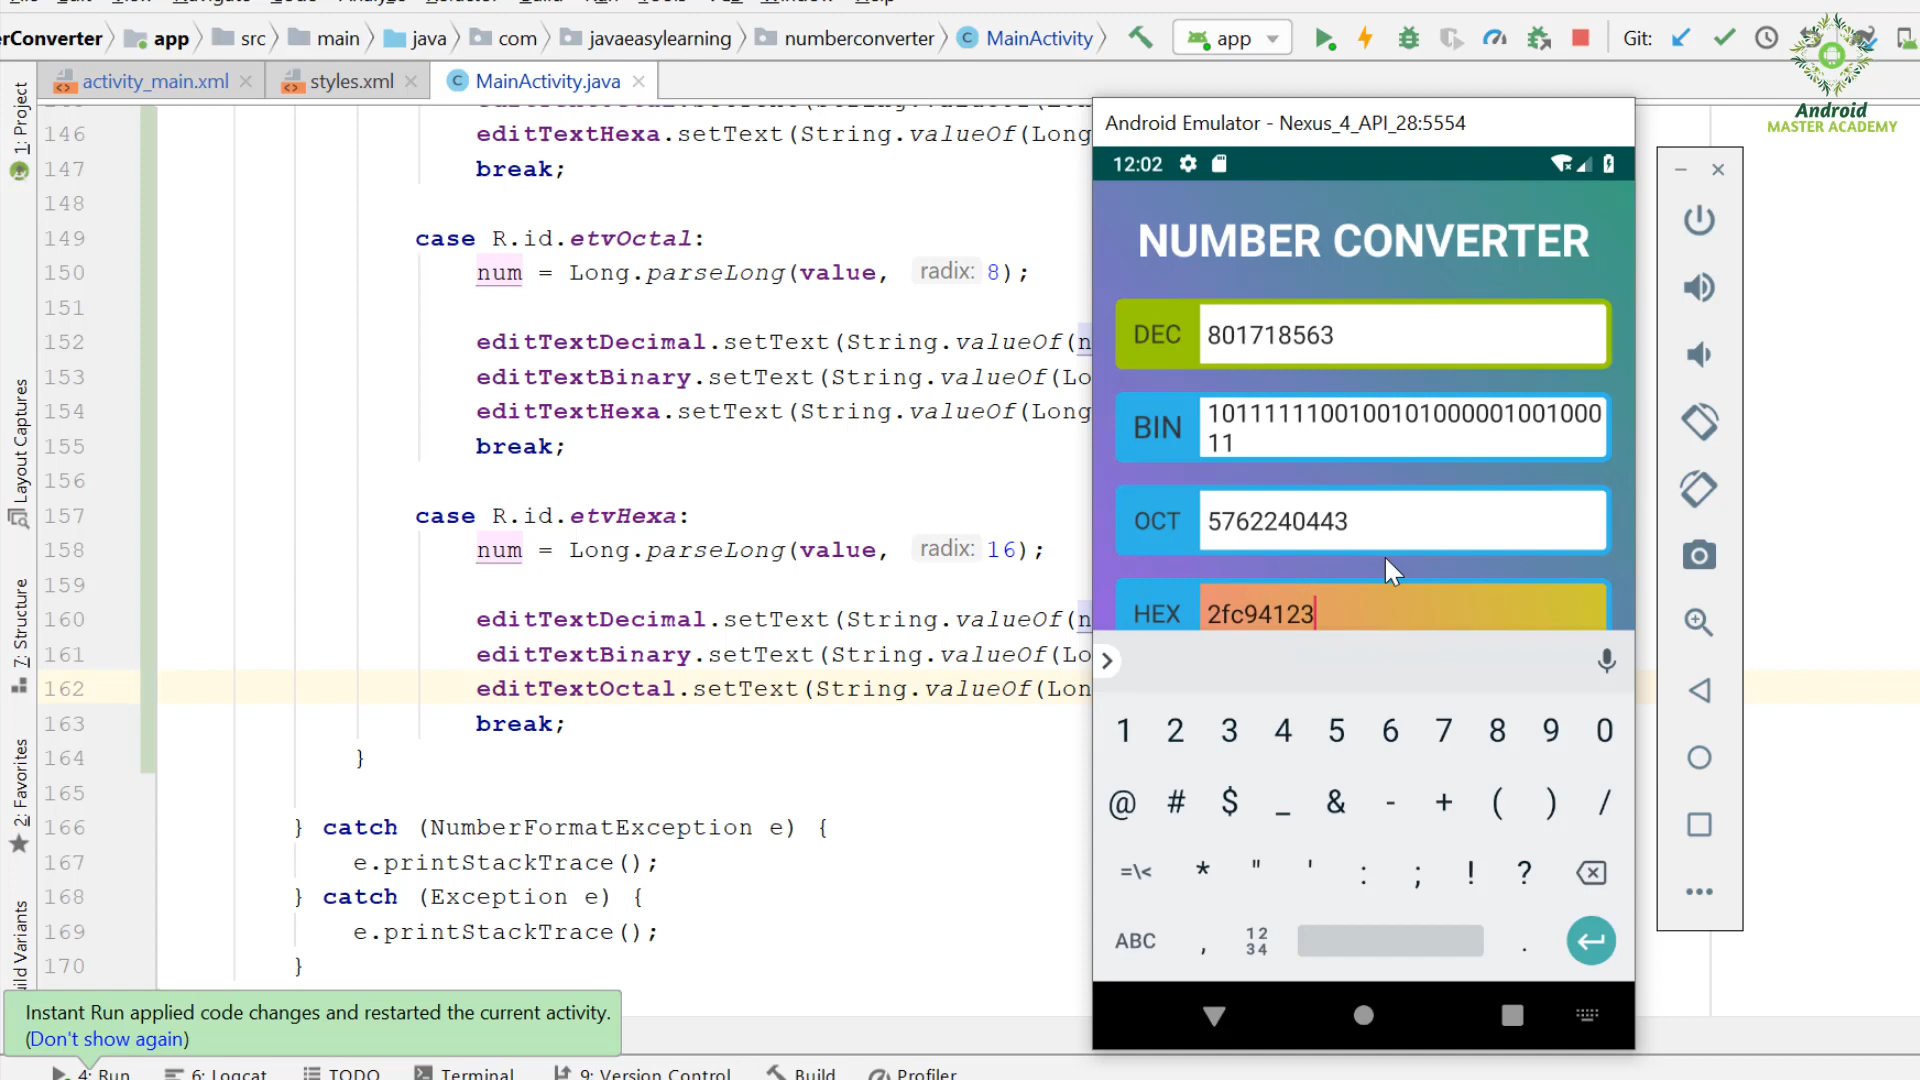 erConverter app src main java com javaeasylearning numberconverter MainActivity app Git:
activity_main.xml styles.xml MainActivity.java
Android
MASTER ACADEMY
1: Project
Layout Captures
7: Structure
2: Favorites
ild Variants
146 editTextHexa.setText(String.valueOf(Long
147 break;
148
149 case R.id.etvOctal:
150 num = Long.parseLong(value, radix: 8);
151
152 editTextDecimal.setText(String.valueOf(n
153 editTextBinary.setText(String.valueOf(Lo
154 editTextHexa.setText(String.valueOf(Long
155 break;
156
157 case R.id.etvHexa:
158 num = Long.parseLong(value, radix: 16);
159
160 editTextDecimal.setText(String.valueOf(n
161 editTextBinary.setText(String.valueOf(Lo
162 editTextOctal.setText(String.valueOf(Lon
163 break;
164 }
165
166 } catch (NumberFormatException e) {
167 e.printStackTrace();
168 } catch (Exception e) {
169 e.printStackTrace();
170 }
Instant Run applied code changes and restarted the current activity.
(Don't show again)
4: Run 6: Logcat TODO Terminal 9: Version Control Build Profiler
Android Emulator - Nexus_4_API_28:5554
12:02
NUMBER CONVERTER
DEC 801718563
BIN 1011111100100101000001001000
11
OCT 5762240443
HEX 2fc94123
1 2 3 4 5 6 7 8 9 0
@ # $ _ & - + ( ) /
=\< * " ' : ; ! ?
ABC , 12 34 .